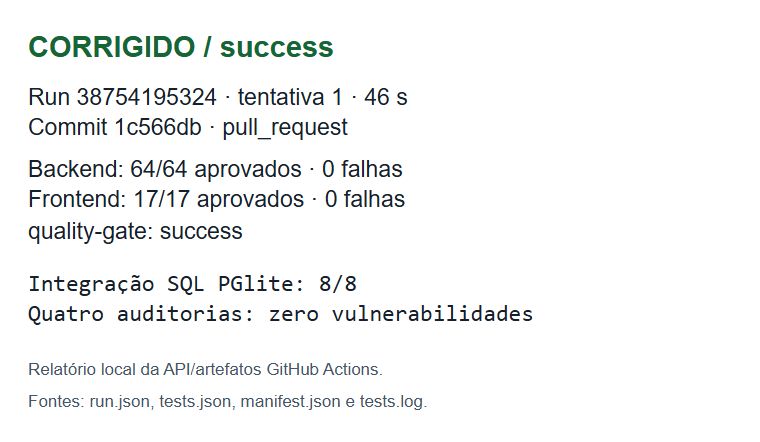 CORRIGIDO / success
Run 38754195324 · tentativa 1 · 46 s
Commit 1c566db · pull_request
Backend: 64/64 aprovados · 0 falhas
Frontend: 17/17 aprovados · 0 falhas
quality-gate: success
Integração SQL PGlite: 8/8
Quatro auditorias: zero vulnerabilidades
Relatório local da API/artefatos GitHub Actions.
Fontes: run.json, tests.json, manifest.json e tests.log.